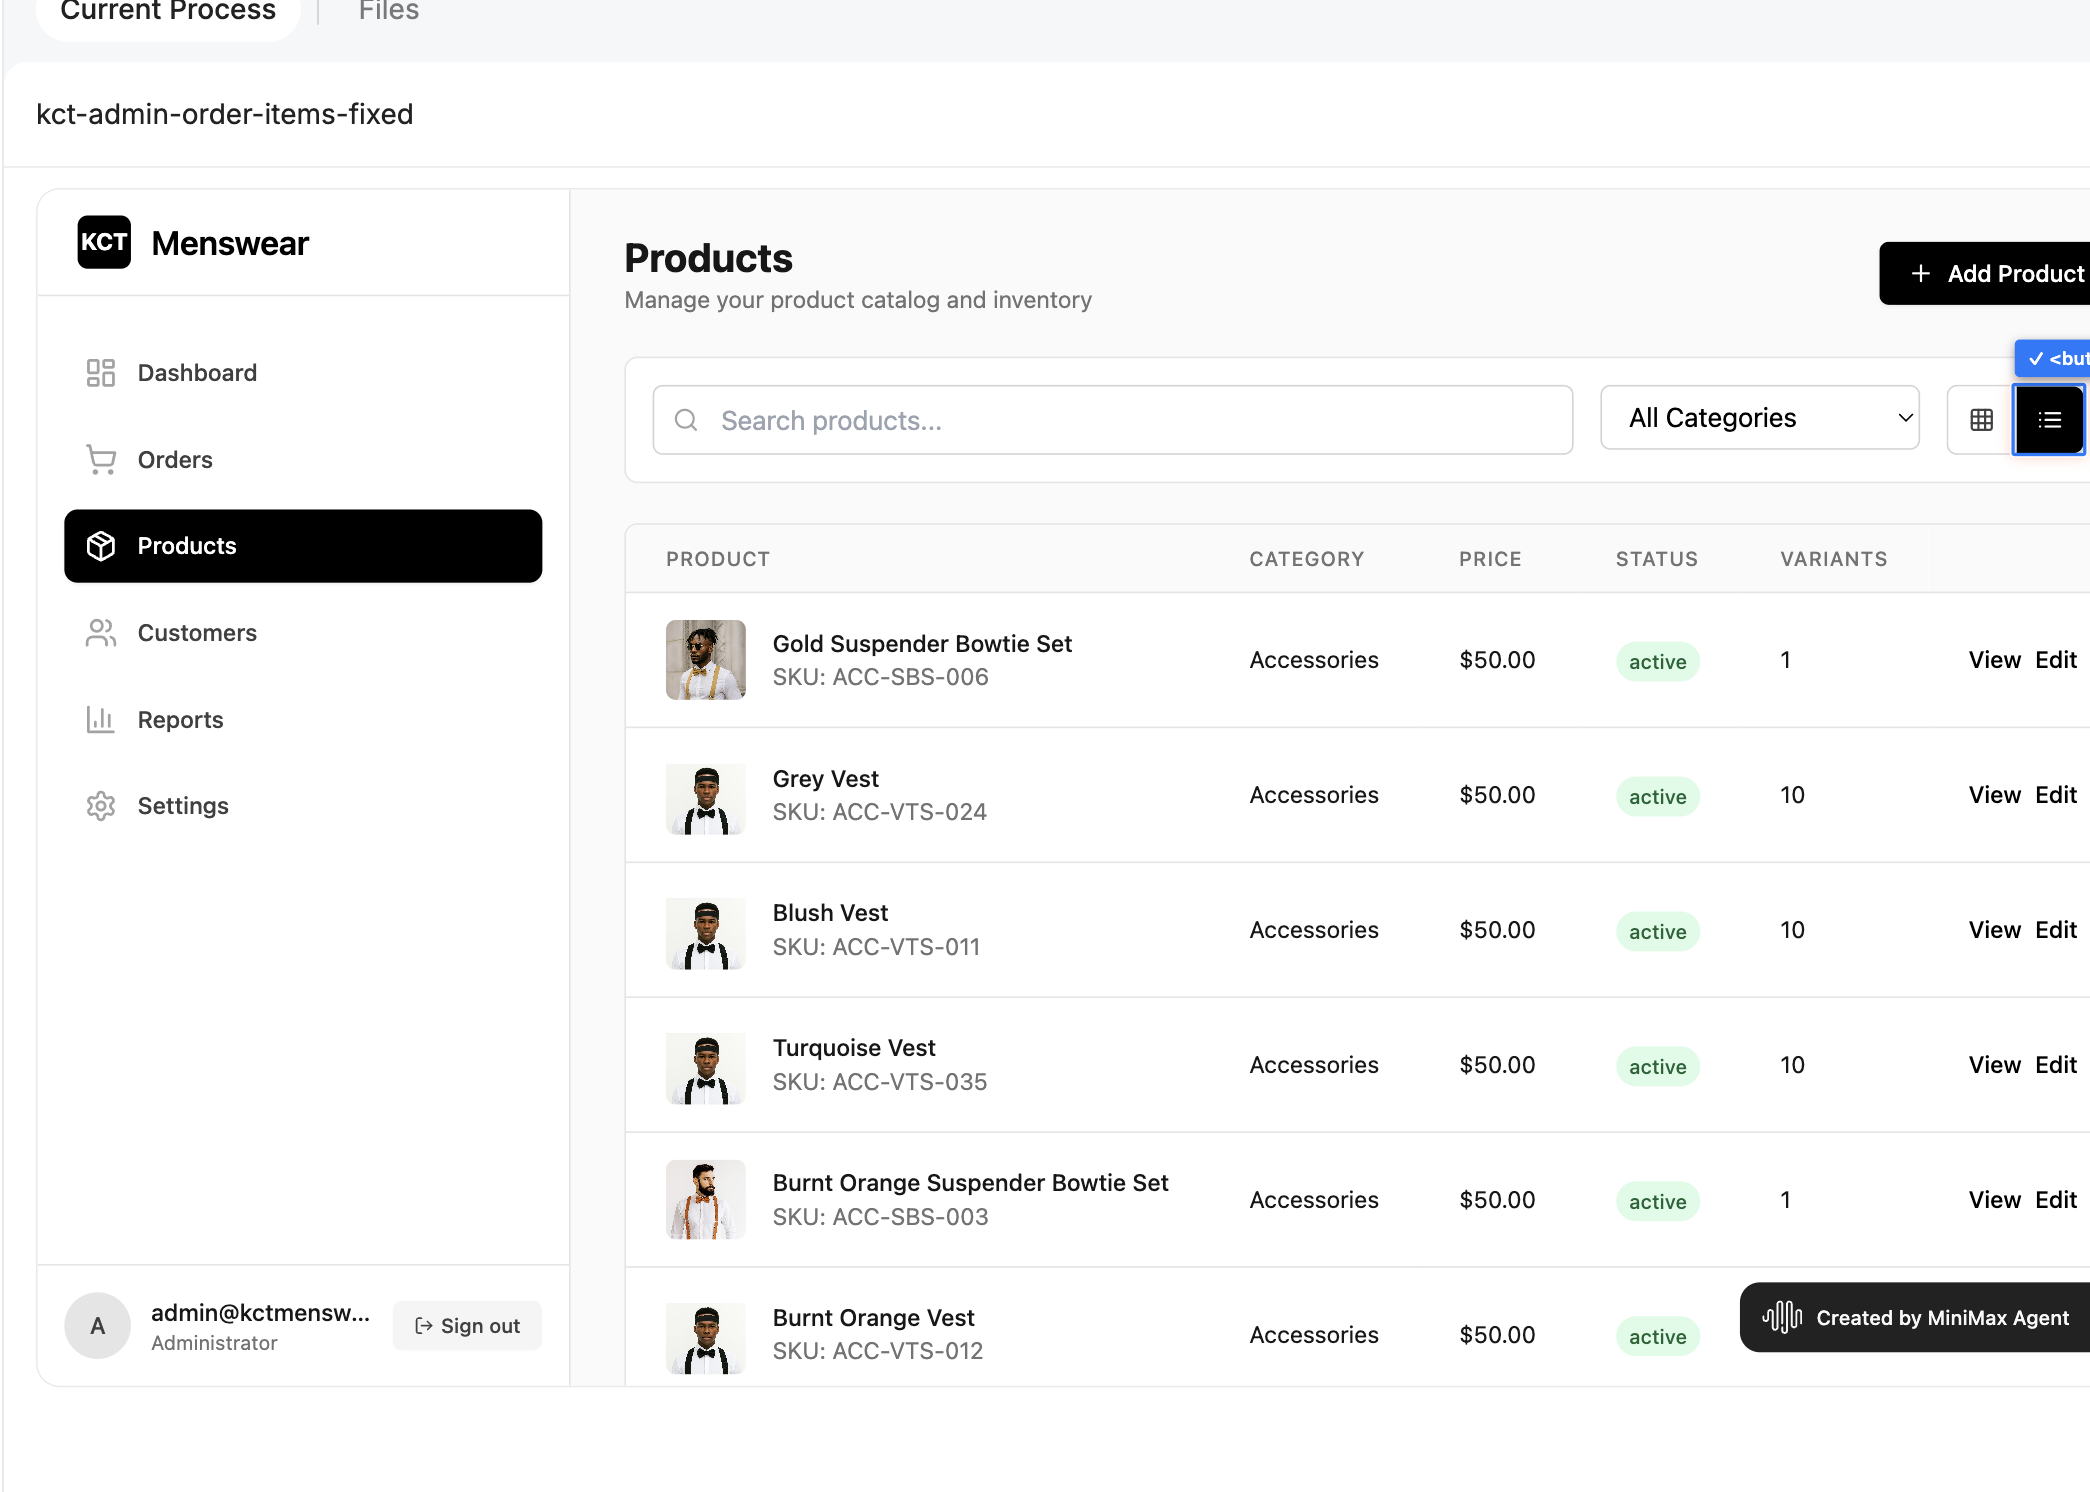 Current Process
Files
kct-admin-order-items-fixed
KCT
Menswear
Dashboard
Orders
Products
Customers
Reports
Settings
A
admin@kctmensw...
Administrator
Sign out
Products
Manage your product catalog and inventory
Add Product
<but
Search products...
All Categories
PRODUCT CATEGORY PRICE STATUS VARIANTS
Gold Suspender Bowtie Set
SKU: ACC-SBS-006
Accessories $50.00 active 1 View Edit
Grey Vest
SKU: ACC-VTS-024
Accessories $50.00 active 10 View Edit
Blush Vest
SKU: ACC-VTS-011
Accessories $50.00 active 10 View Edit
Turquoise Vest
SKU: ACC-VTS-035
Accessories $50.00 active 10 View Edit
Burnt Orange Suspender Bowtie Set
SKU: ACC-SBS-003
Accessories $50.00 active 1 View Edit
Burnt Orange Vest
SKU: ACC-VTS-012
Accessories $50.00 active
Created by MiniMax Agent